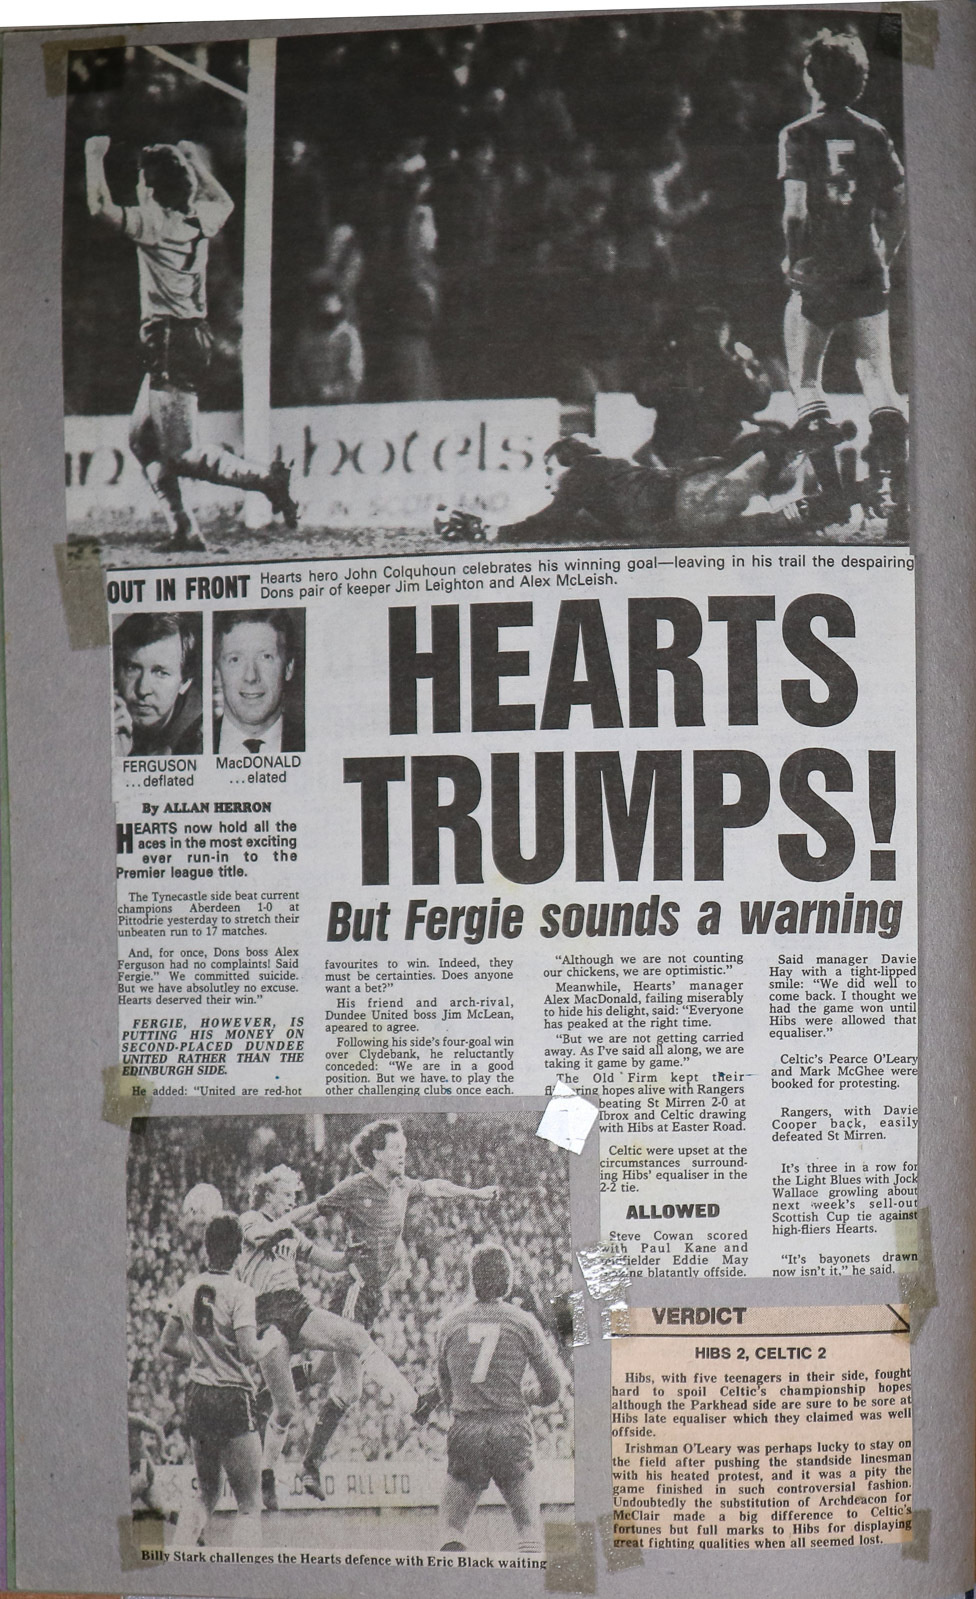 hotels
5
OUT IN FRONT
Hearts hero John Colquhoun celebrates his winning goal—leaving in his trail the despairing
Dons pair of keeper Jim Leighton and Alex McLeish.
HEARTS
TRUMPS!
But Fergie sounds a warning
FERGUSON
...deflated
MacDONALD
...elated
By ALLAN HERRON
HEARTS now hold all the
aces in the most exciting
ever run-in to the
Premier league title.
The Tynecastle side beat current
champions Aberdeen 1-0 at
Pittodrie yesterday to stretch their
unbeaten run to 17 matches.
And, for once, Dons boss Alex
Ferguson had no complaints! Said
Fergie." We committed suicide.
But we have absolutley no excuse.
Hearts deserved their win."
FERGIE, HOWEVER, IS
PUTTING HIS MONEY ON
SECOND-PLACED DUNDEE
UNITED RATHER THAN THE
EDINBURGH SIDE.
He added: "United are red-hot
favourites to win. Indeed, they
must be certainties. Does anyone
want a bet?"
His friend and arch-rival,
Dundee United boss Jim McLean,
apeared to agree.
Following his side's four-goal win
over Clydebank, he reluctantly
conceded: "We are in a good
position. But we have to play the
other challenging clubs once each.
"Although we are not counting
our chickens, we are optimistic."
Meanwhile, Hearts' manager
Alex MacDonald, failing miserably
to hide his delight, said: "Everyone
has peaked at the right time.
"But we are not getting carried
away. As I've said all along, we are
taking it game by game."
The Old Firm kept their
hopes alive with Rangers
beating St Mirren 2-0 at
Ibrox and Celtic drawing
with Hibs at Easter Road.
Celtic were upset at the
circumstances surround-
ing Hibs' equaliser in the
2-2 tie.
ALLOWED
Steve Cowan scored
with Paul Kane and
Eddie May
blatantly offside.
Said manager Davie
Hay with a tight-lipped
smile: "We did well to
come back. I thought we
had the game won until
Hibs were allowed that
equaliser."
Celtic's Pearce O'Leary
and Mark McGhee were
booked for protesting.
Rangers, with Davie
Cooper back, easily
defeated St Mirren.
It's three in a row for
the Light Blues with Jock
Wallace growling about
next week's sell-out
Scottish Cup tie against
high-fliers Hearts.
"It's bayonets drawn
now isn't it," he said.
6
7
ALL LTD
Billy Stark challenges the Hearts defence with Eric Black waiting
VERDICT
HIBS 2, CELTIC 2
Hibs, with five teenagers in their side, fought
hard to spoil Celtic's championship hopes
although the Parkhead side are sure to be sore at
Hibs late equaliser which they claimed was well
offside.
Irishman O'Leary was perhaps lucky to stay on
the field after pushing the standside linesman
with his heated protest, and it was a pity the
game finished in such controversial fashion.
Undoubtedly the substitution of Archdeacon for
McClair made a big difference to Celtic's
fortunes but full marks to Hibs for displaying
great fighting qualities when all seemed lost.